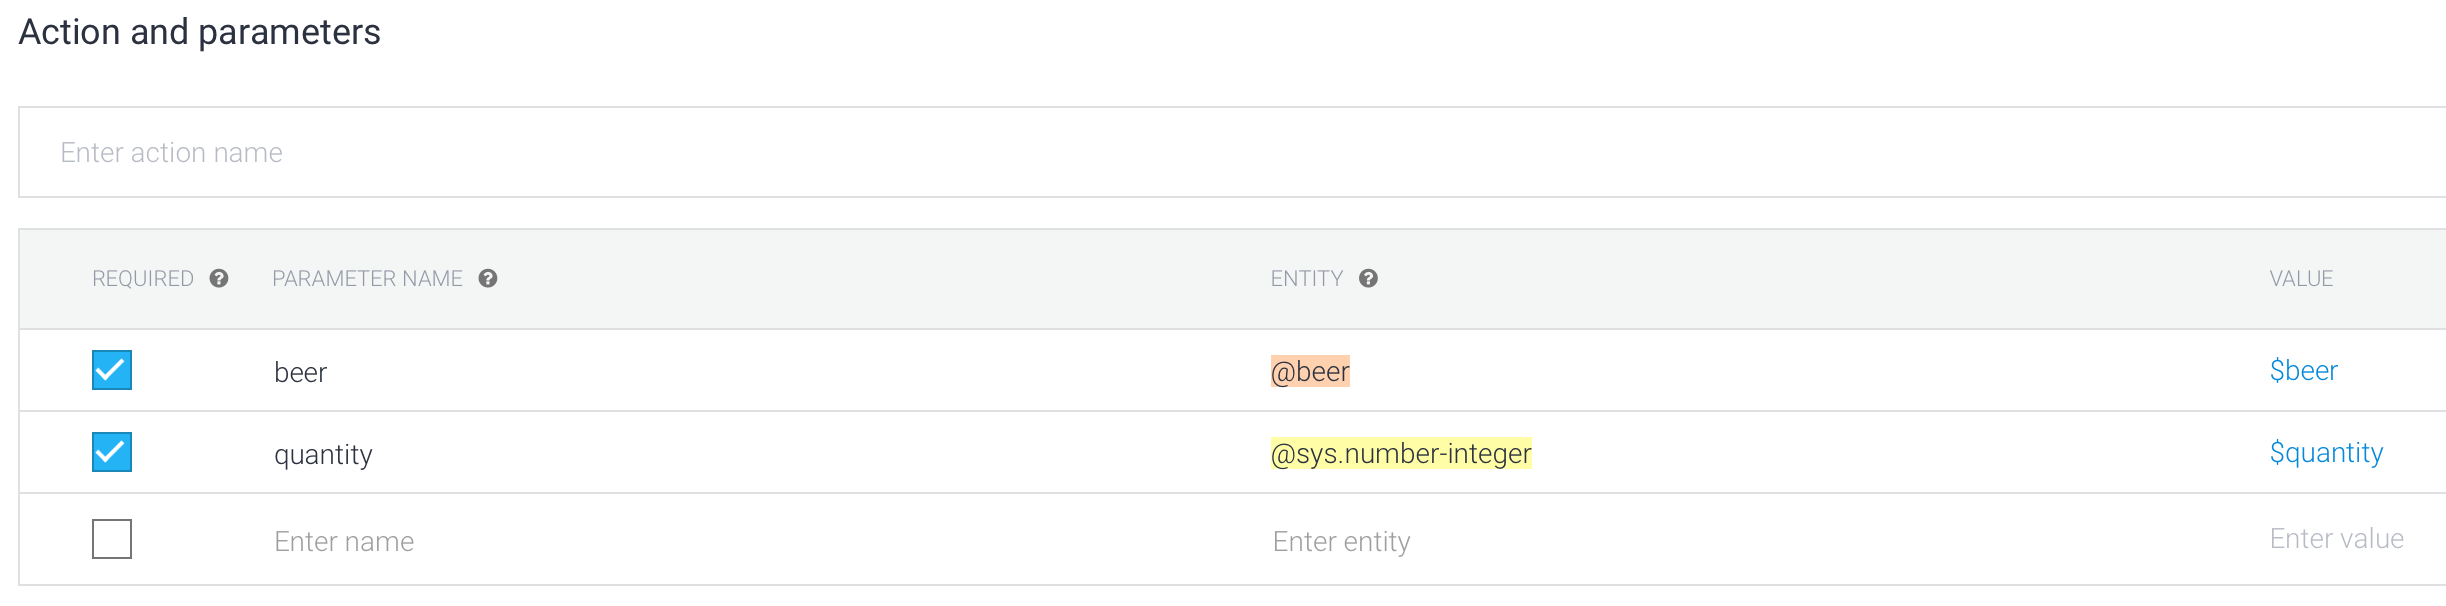 Action and parameters
Enter action name
REQUIRED ? PARAMETER NAME ? ENTITY ? VALUE
beer @beer $beer
quantity @sys.number-integer $quantity
Enter name Enter entity Enter value